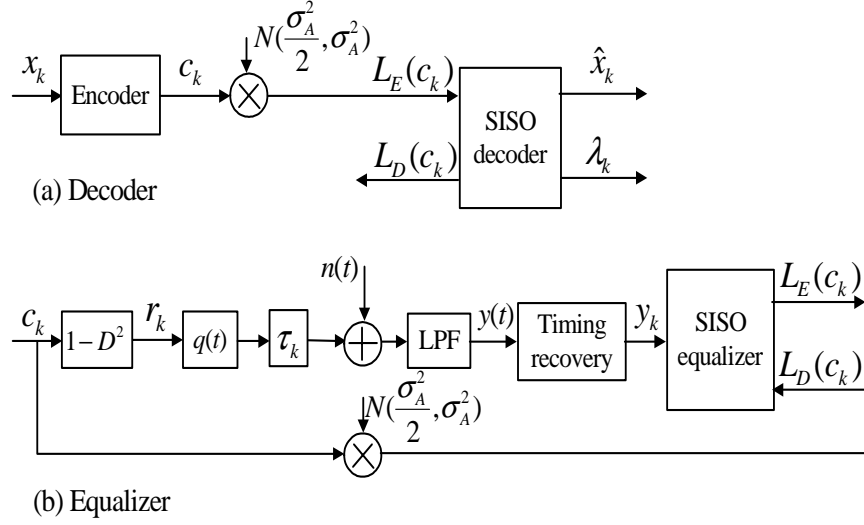 N(σ_A^2/2, σ_A^2)
x_k
Encoder
c_k
L_E(c_k)
SISO decoder
x̂_k
L_D(c_k)
λ_k
(a) Decoder
n(t)
c_k
1−D^2
r_k
q(t)
τ_k
LPF
y(t)
Timing recovery
y_k
SISO equalizer
L_E(c_k)
L_D(c_k)
N(σ_A^2/2, σ_A^2)
(b) Equalizer